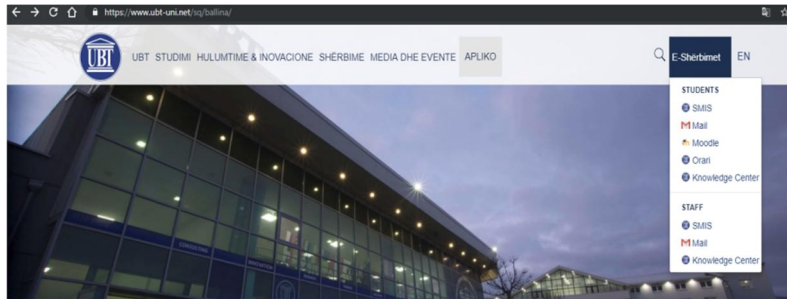 https://www.ubt-uni.net/sq/ballina/
UBT
UBT STUDIMI HULUMTIME & INOVACIONE SHËRBIME MEDIA DHE EVENTE APLIKO
E-Shërbimet EN
STUDENTS
SMIS
Mail
Moodle
Orari
Knowledge Center
STAFF
SMIS
Mail
Knowledge Center
CONSULTING